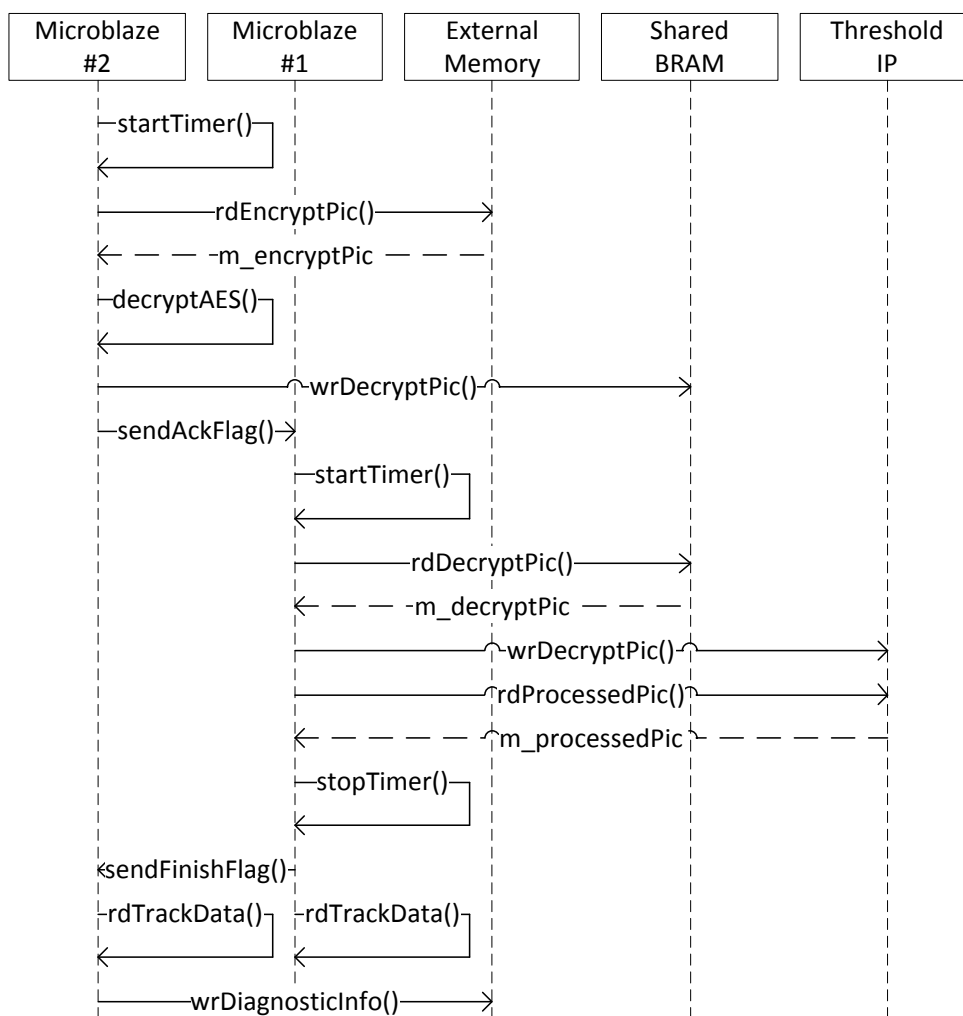 Microblaze
#2
Microblaze
#1
External
Memory
Shared
BRAM
Threshold
IP
startTimer()
rdEncryptPic()
m_encryptPic
decryptAES()
wrDecryptPic()
sendAckFlag()
startTimer()
rdDecryptPic()
m_decryptPic
wrDecryptPic()
rdProcessedPic()
m_processedPic
stopTimer()
sendFinishFlag()
rdTrackData()
rdTrackData()
wrDiagnosticInfo()